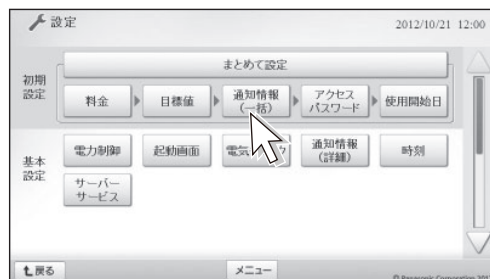 設定
2012/10/21 12:00
まとめて設定
初期
設定
料金
目標値
通知情報
(一括)
アクセス
パスワード
使用開始日
基本
設定
電力制御
起動画面
電気
通知情報
(詳細)
時刻
サーバー
サービス
戻る
メニュー
© Panasonic Corporation 201